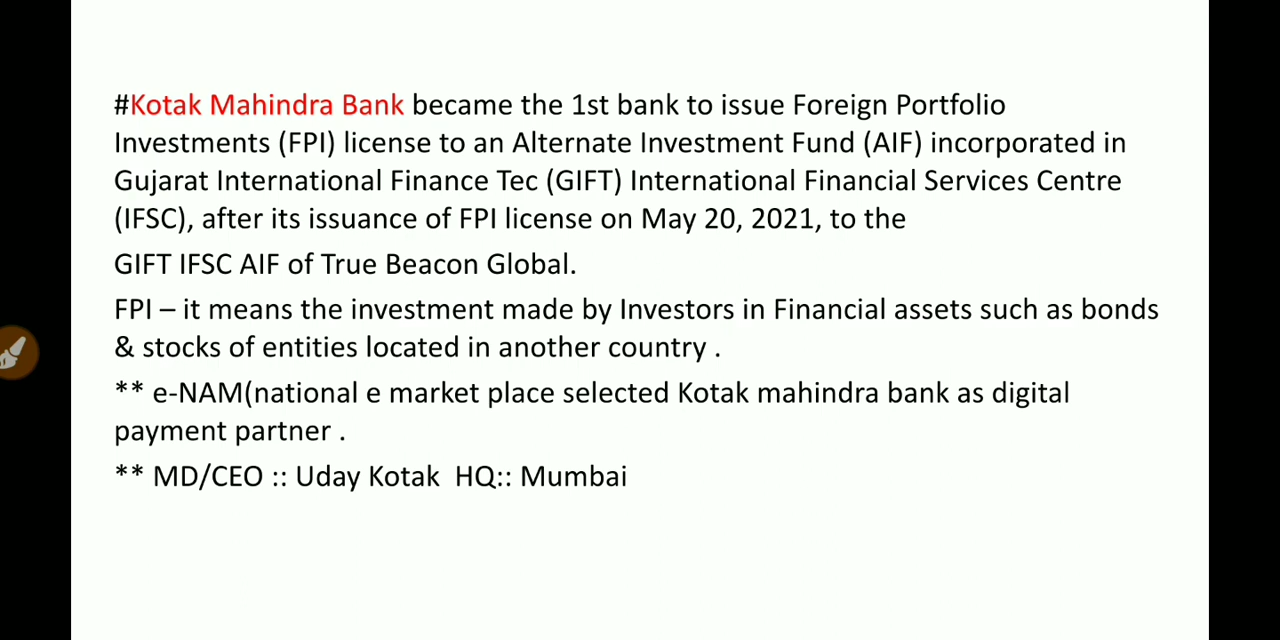 #Kotak Mahindra Bank became the 1st bank to issue Foreign Portfolio
Investments (FPI) license to an Alternate Investment Fund (AIF) incorporated in
Gujarat International Finance Tec (GIFT) International Financial Services Centre
(IFSC), after its issuance of FPI license on May 20, 2021, to the
GIFT IFSC AIF of True Beacon Global.
FPI – it means the investment made by Investors in Financial assets such as bonds
& stocks of entities located in another country .
** e-NAM(national e market place selected Kotak mahindra bank as digital
payment partner .
** MD/CEO :: Uday Kotak  HQ:: Mumbai